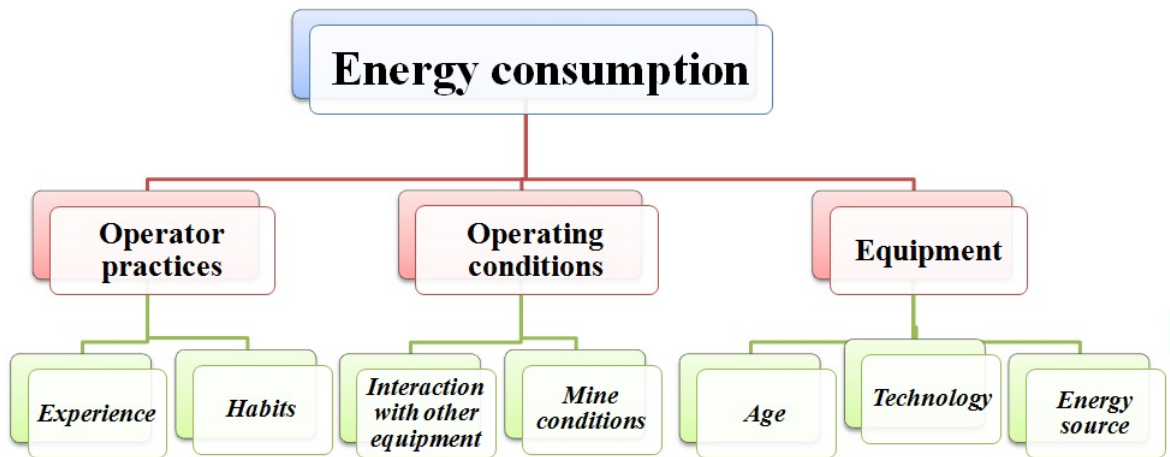 Energy consumption
Operator
practices
Operating
conditions
Equipment
Experience
Habits
Interaction
with other
equipment
Mine
conditions
Age
Technology
Energy
source